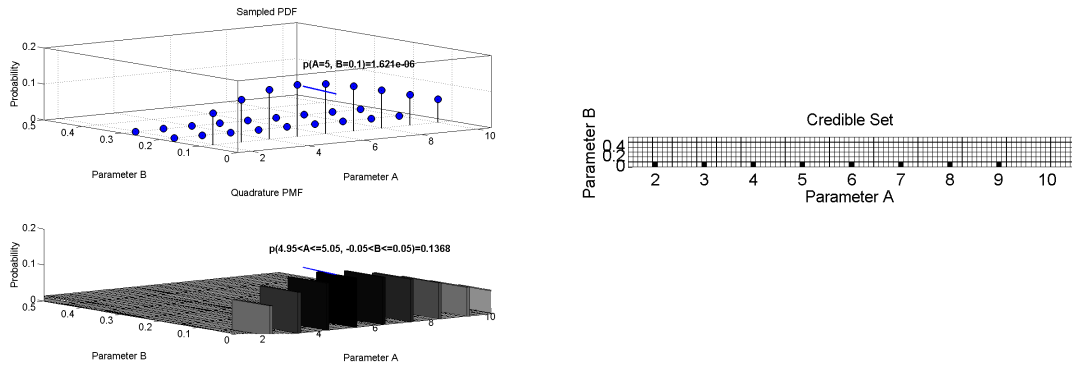 Sampled PDF
0.2
0.1
0
Probability
p(A=5, B=0.1)=1.621e-06
0.5
0.4
0.3
0.2
0.1
0
2
4
6
8
10
Parameter B
Parameter A
Quadrature PMF
0.2
0.1
0
Probability
p(4.95<A<=5.05, -0.05<B<=0.05)=0.1368
0.5
0.4
0.3
0.2
0.1
0
2
4
6
8
10
Parameter B
Parameter A
Credible Set
0.4
0.2
0
Parameter B
2 3 4 5 6 7 8 9 10
Parameter A